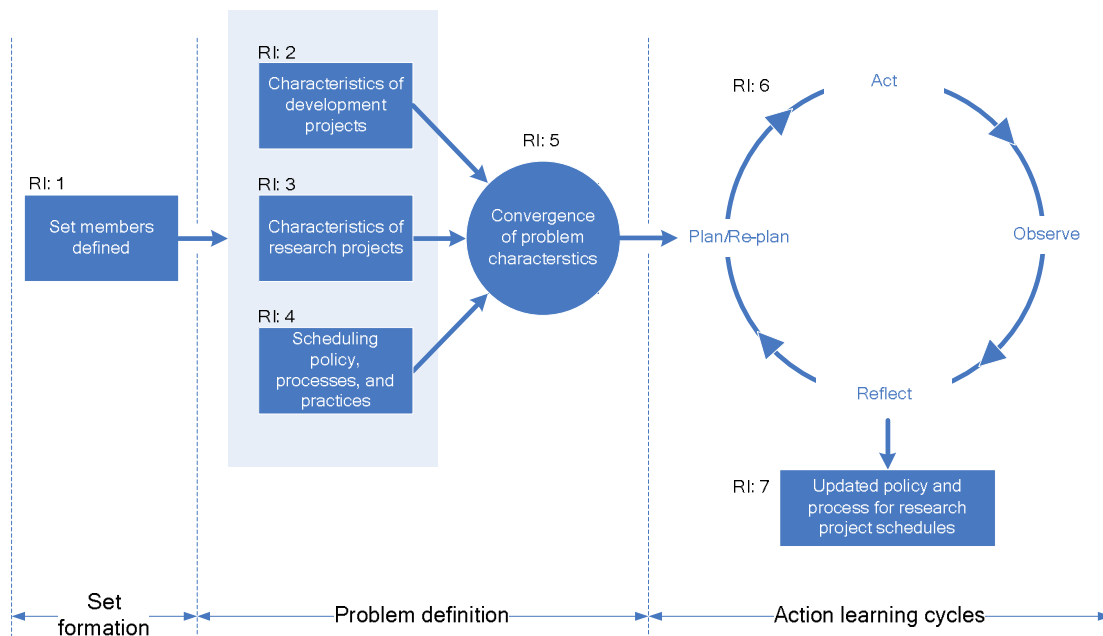 RI: 1
Set members
defined
RI: 2
Characteristics of
development
projects
RI: 3
Characteristics of
research projects
RI: 4
Scheduling
policy,
processes, and
practices
RI: 5
Convergence
of problem
characterstics
RI: 6
Act
Observe
Plan/Re-plan
Reflect
RI: 7
Updated policy and
process for research
project schedules
Set
formation
Problem definition
Action learning cycles